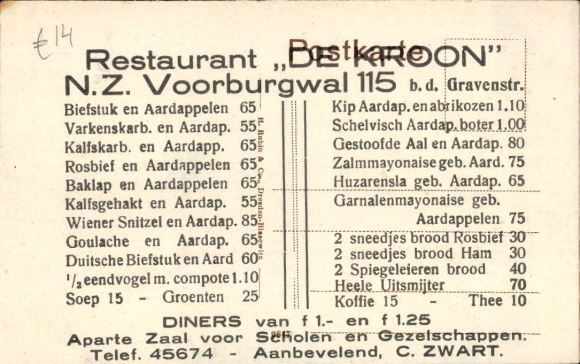 € 14
Postkarte
Restaurant „DE KROON”
N.Z. Voorburgwal 115 b. d. Gravenstr.
Biefstuk en Aardappelen 65
Varkenskarb. en Aardap. 55
Kalfskarb. en Aardapp. 65
Rosbief en Aardappelen 65
Baklap en Aardappelen 65
Kalfsgehakt en Aardap. 55
Wiener Snitzel en Aardap. 85
Goulache en Aardap. 65
Duitsche Biefstuk en Aard 60
1/2 eendvogel m. compote 1.10
Soep 15 - Groenten 25
H. Rubin & Co., Dresden-Blasewitz
Kip Aardap. en abrikozen 1.10
Schelvisch Aardap. boter 1.00
Gestoofde Aal en Aardap. 80
Zalmmayonaise geb. Aard. 75
Huzarensla geb. Aardap. 65
Garnalenmayonaise geb.
Aardappelen 75
2 sneedjes brood Rosbief 30
2 sneedjes brood Ham 30
2 Spiegeleieren brood 40
Heele Uitsmijter 70
Koffie 15 - Thee 10
DINERS van f 1.- en f 1.25
Aparte Zaal voor Scholen en Gezelschappen.
Telef. 45674 - Aanbevelend, C. ZWART.